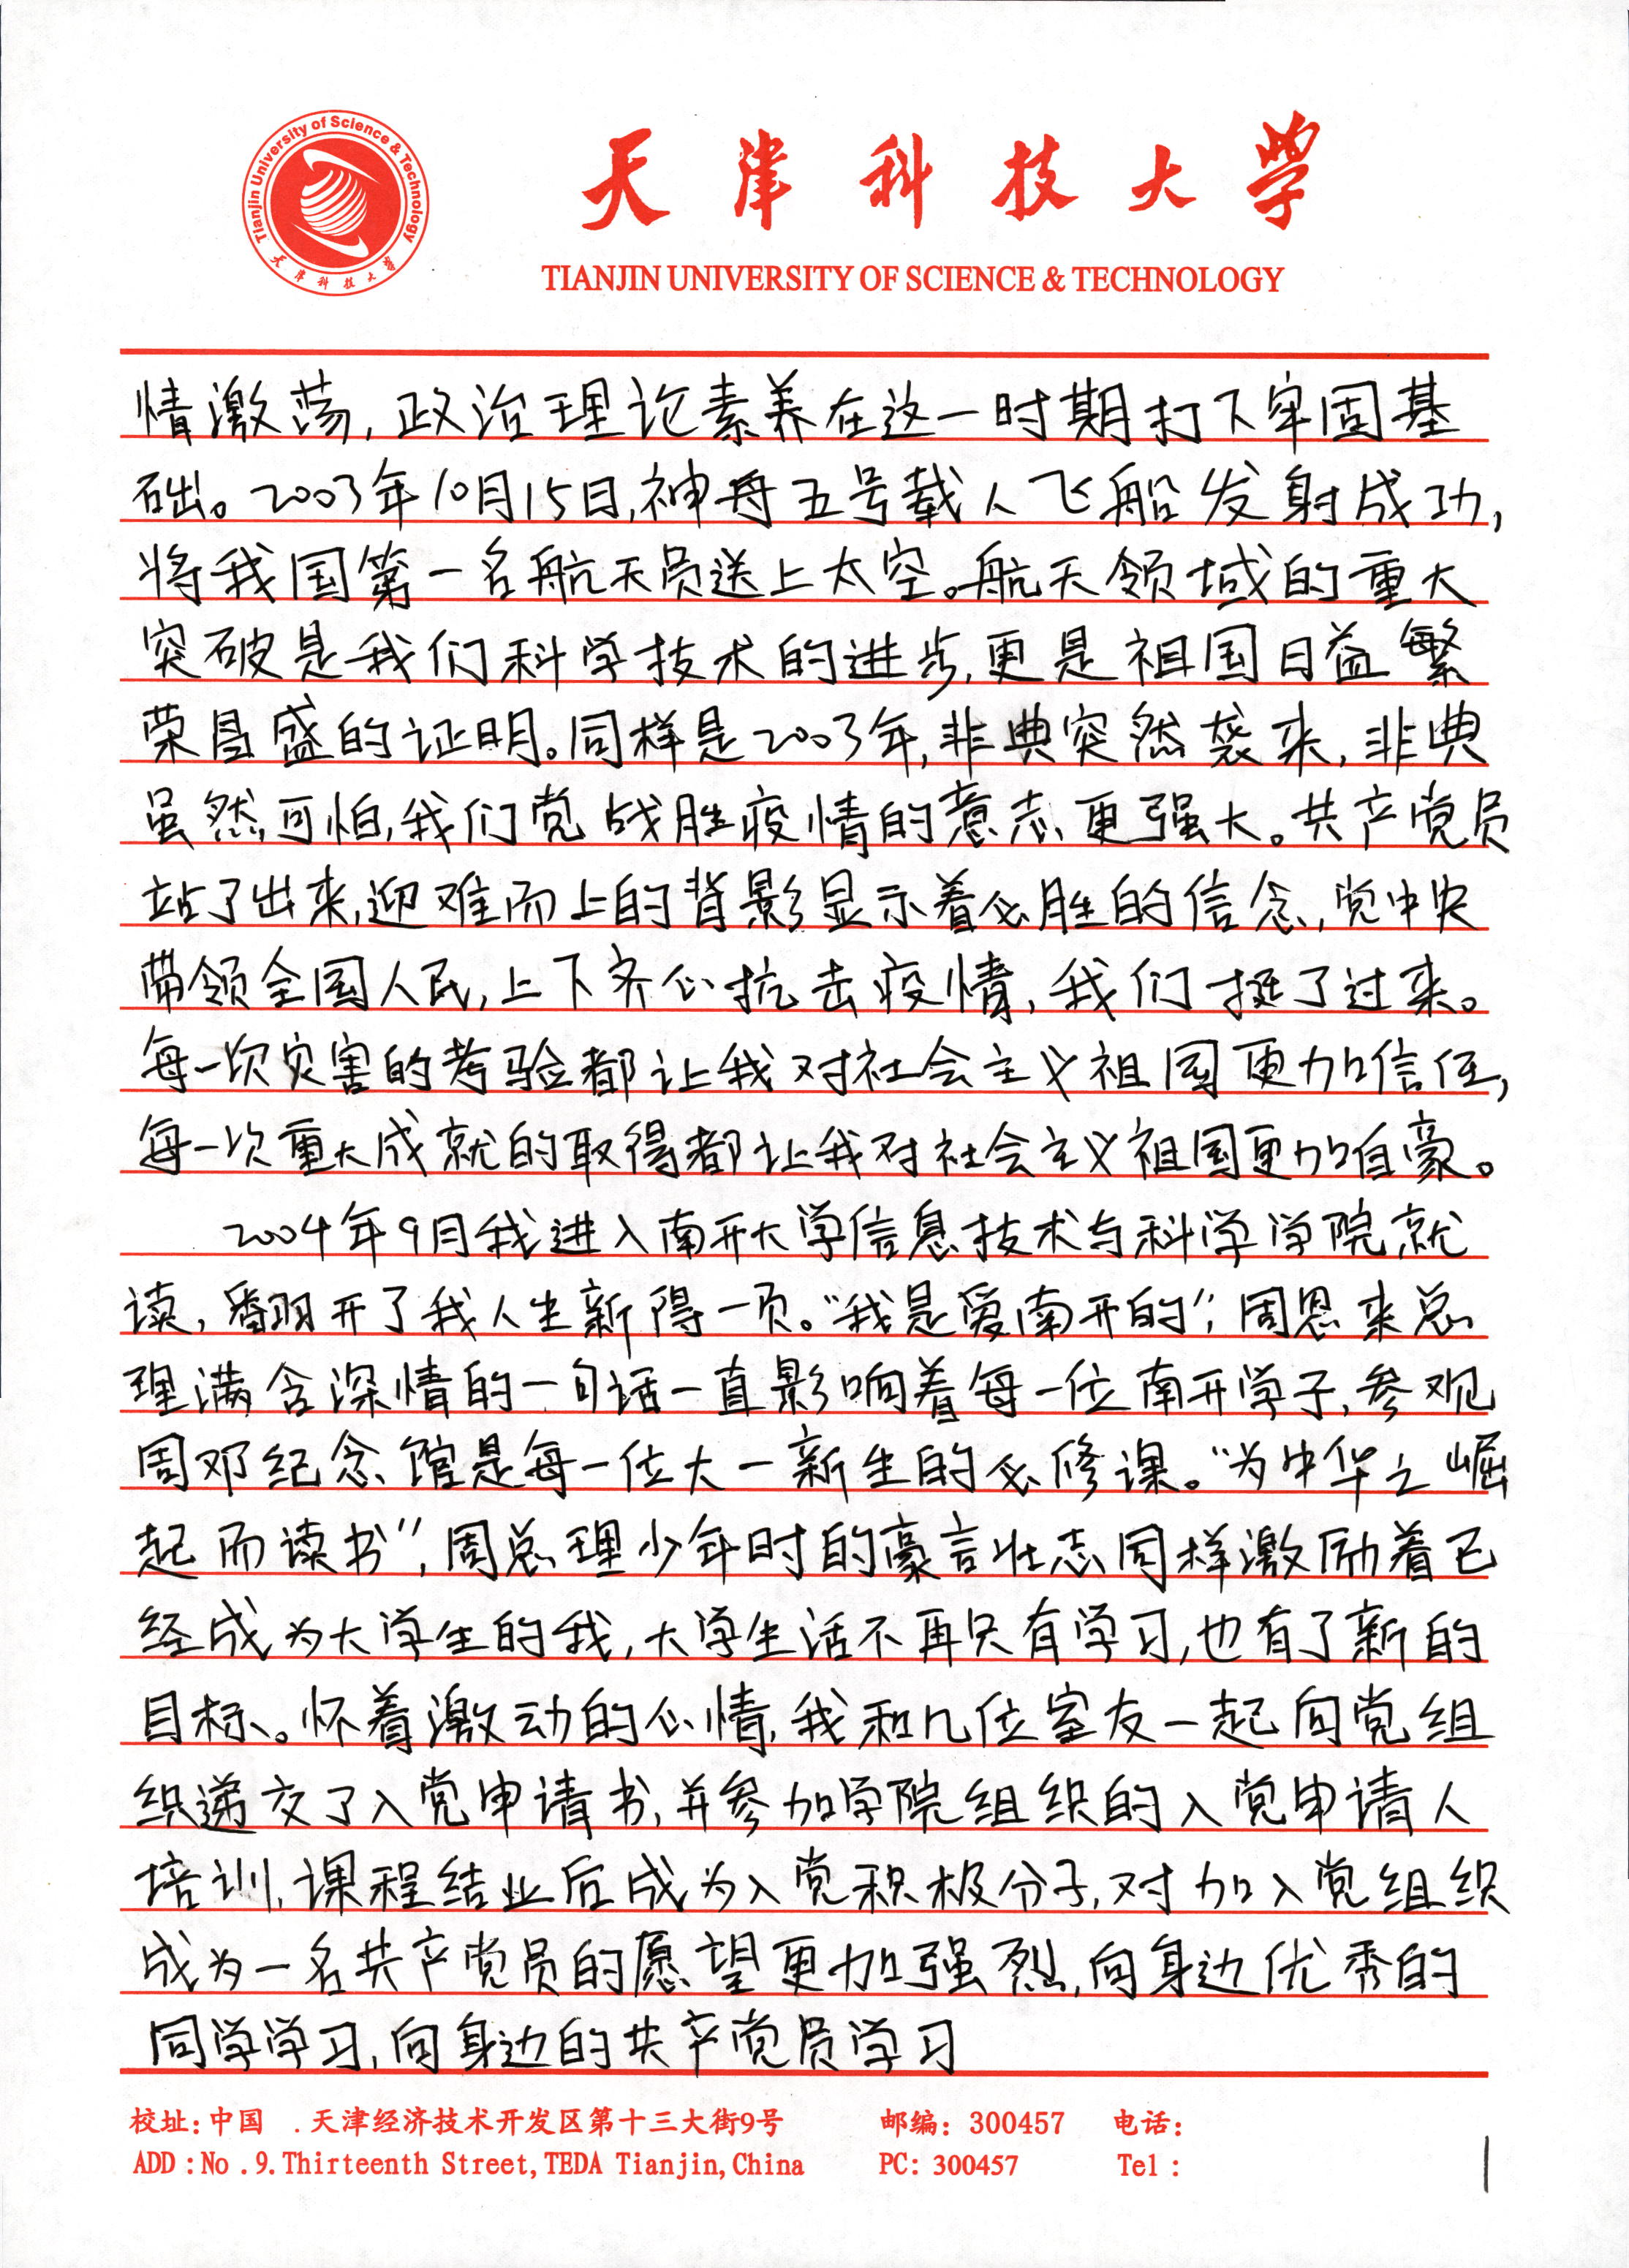 Tianjin University of Science & Technology
天津科技大学
天津科技大学
TIANJIN UNIVERSITY OF SCIENCE & TECHNOLOGY
情激荡,政治理论素养在这一时期打下牢固基
础。2003年10月15日,神舟五号载人飞船发射成功,
将我国第一名航天员送上太空。航天领域的重大
突破是我们科学技术的进步,更是祖国日益繁
荣昌盛的证明。同样是2003年,非典突然袭来,非典
虽然可怕,我们党战胜疫情的意志更强大。共产党员
站了出来,迎难而上的背影显示着必胜的信念,党中央
带领全国人民,上下齐心抗击疫情,我们挺了过来。
每一次灾害的考验都让我对社会主义祖国更加信任,
每一次重大成就的取得都让我对社会主义祖国更加自豪。
2004年9月我进入南开大学信息技术与科学学院就
读,翻开了我人生新得一页。“我是爱南开的”,周恩来总
理满含深情的一句话一直影响着每一位南开学子,参观
周邓纪念馆是每一位大一新生的必修课。“为中华之崛
起而读书”,周总理少年时的豪言壮志同样激励着已
经成为大学生的我,大学生活不再只有学习,也有了新的
目标。怀着激动的心情,我和几位室友一起向党组
织递交了入党申请书,并参加学院组织的入党申请人
培训,课程结业后成为入党积极分子,对加入党组织
成为一名共产党员的愿望更加强烈,向身边优秀的
同学学习,向身边的共产党员学习
校址:中国 .天津经济技术开发区第十三大街9号 邮编:300457 电话:
ADD :No .9.Thirteenth Street,TEDA Tianjin,China PC: 300457 Tel :
1